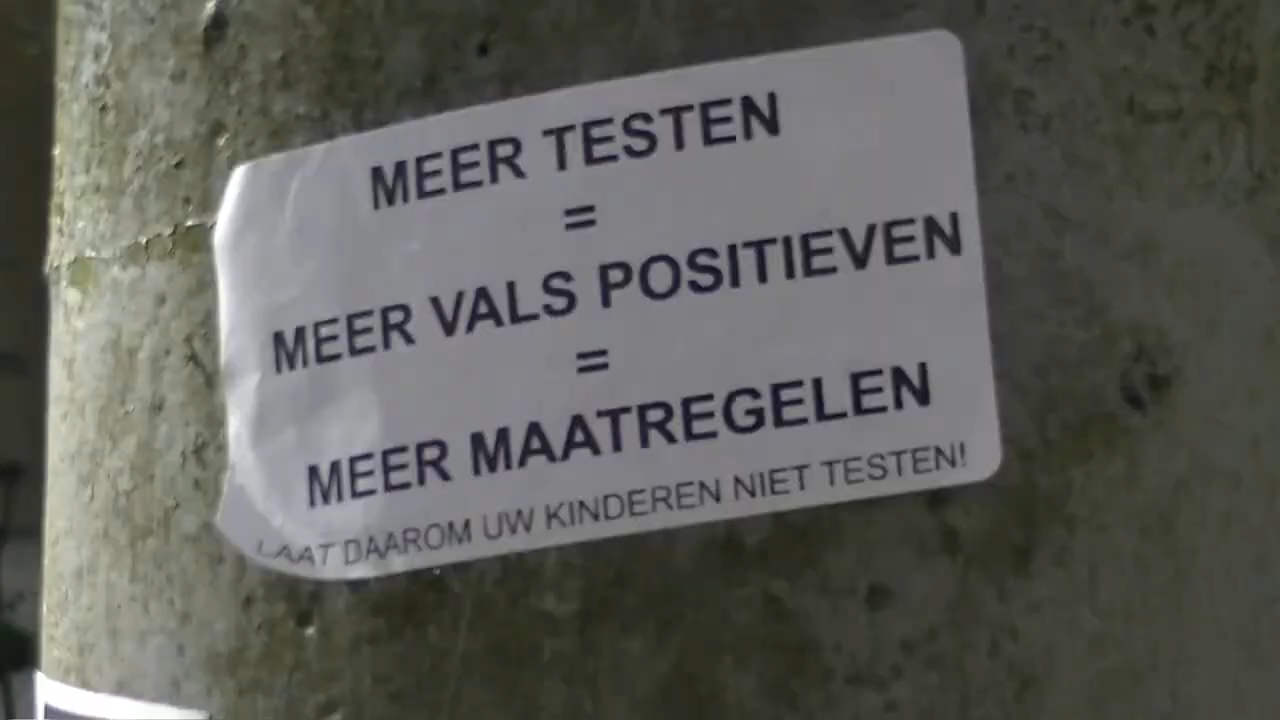 MEER TESTEN
=
MEER VALS POSITIEVEN
=
MEER MAATREGELEN
LAAT DAAROM UW KINDEREN NIET TESTEN!